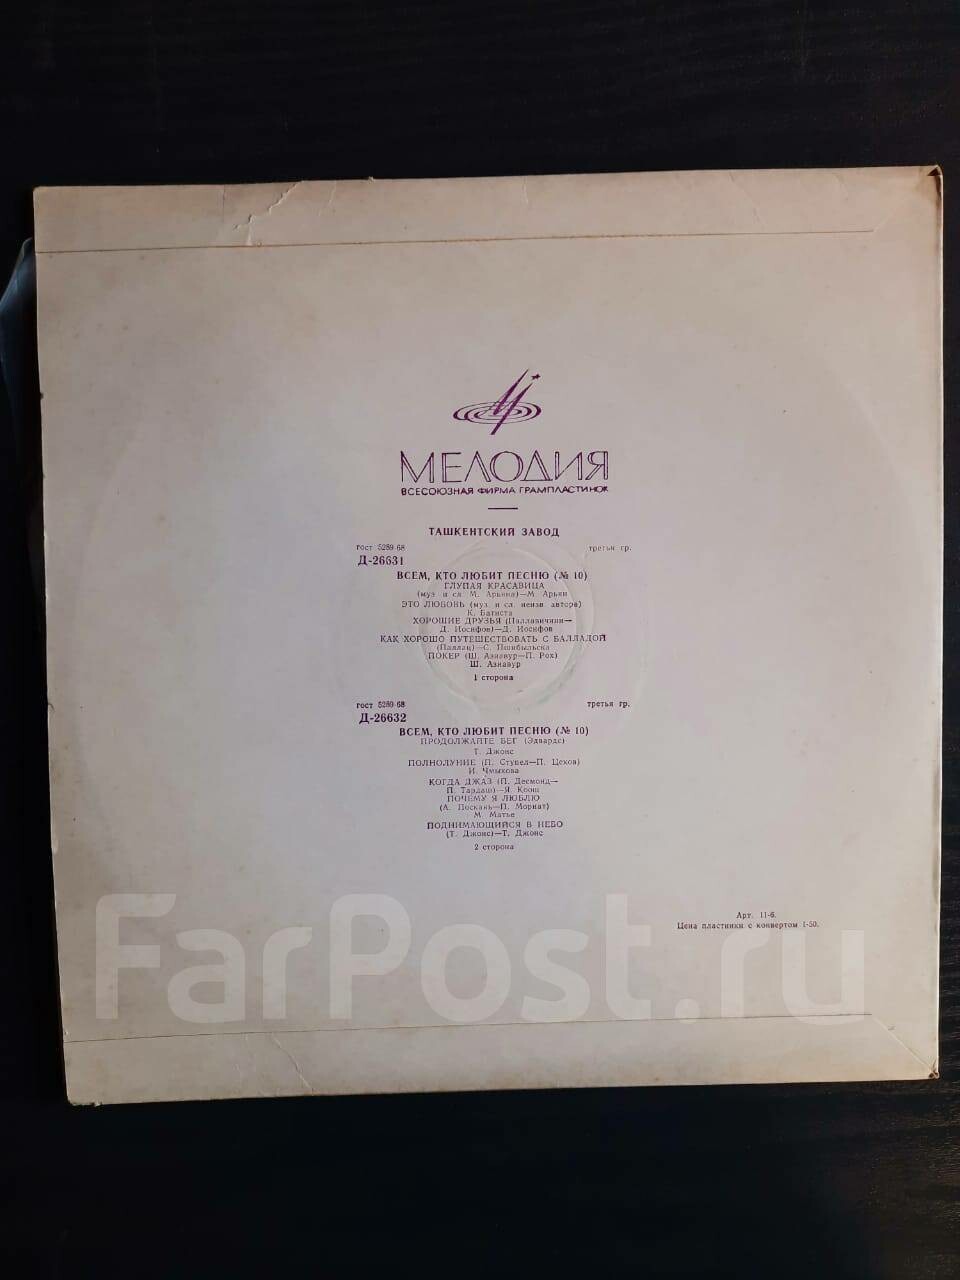 МЕЛОДИЯ
ВСЕСОЮЗНАЯ ФИРМА ГРАМПЛАСТИНОК
ТАШКЕНТСКИЙ ЗАВОД
гост 5289-68 третья гр.
Д-26631
ВСЕМ, КТО ЛЮБИТ ПЕСНЮ (№ 10)
ГЛУПАЯ КРАСАВИЦА
(муз. и сл. М. Арьяна)—М. Арьян
ЭТО ЛЮБОВЬ (муз. и сл. неизв. автора)
К. Батиста
ХОРОШИЕ ДРУЗЬЯ (Паллавичини—
Д. Иосифов)—Д. Иосифов
КАК ХОРОШО ПУТЕШЕСТВОВАТЬ С БАЛЛАДОЙ
(Паллац)—С. Пшибыльска
ПОКЕР (Ш. Азнавур—П. Рох)
Ш. Азнавур
1 сторона
гост 5289-68 третья гр.
Д-26632
ВСЕМ, КТО ЛЮБИТ ПЕСНЮ (№ 10)
ПРОДОЛЖАЙТЕ БЕГ (Эдвардс)
Т. Джонс
ПОЛНОЛУНИЕ (П. Ступел—П. Цеков)
И. Чмыхова
КОГДА ДЖАЗ (П. Десмонд—
П. Тардаш)—Я. Коош
ПОЧЕМУ Я ЛЮБЛЮ
(А. Паскаль—П. Мориат)
М. Матье
ПОДНИМАЮЩИЙСЯ В НЕБО
(Т. Джонс)—Т. Джонс
2 сторона
Арт. 11-6.
Цена пластинки с конвертом 1-50.
FarPost.ru